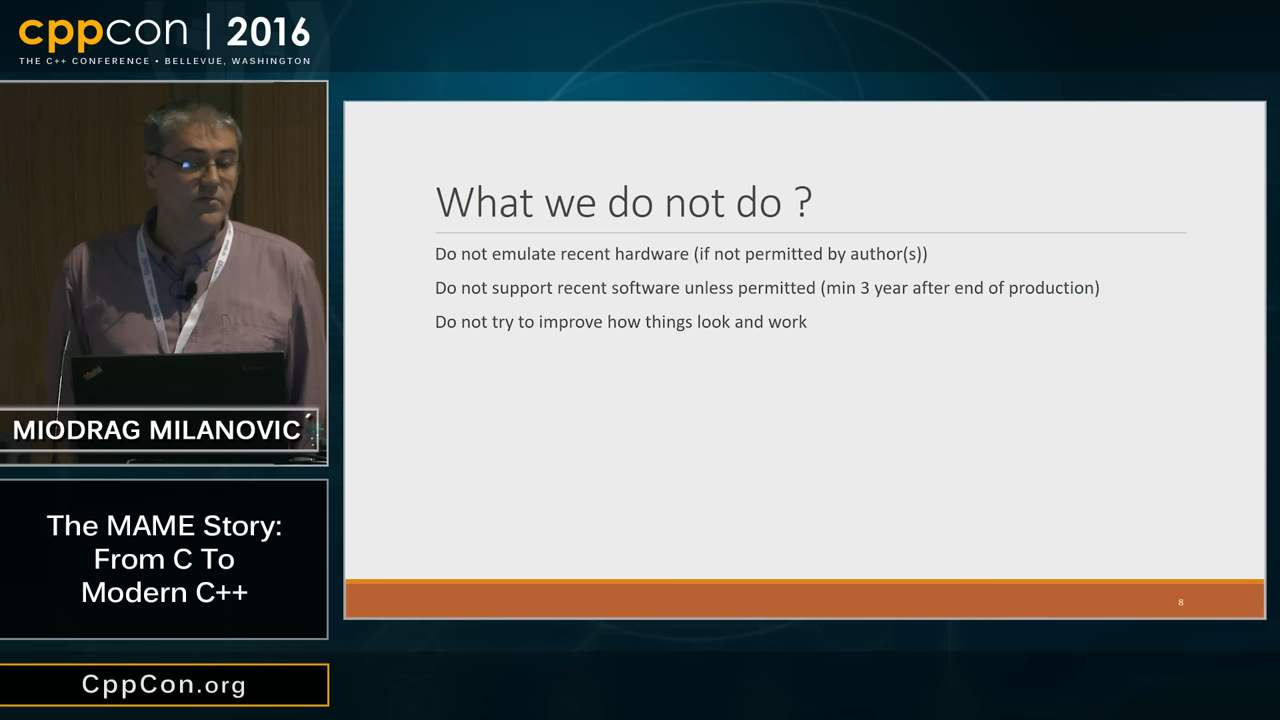 cppcon | 2016
THE C++ CONFERENCE • BELLEVUE, WASHINGTON
MIODRAG MILANOVIC´
The MAME Story:
From C To
Modern C++
CppCon.org
What we do not do ?
Do not emulate recent hardware (if not permitted by author(s))
Do not support recent software unless permitted (min 3 year after end of production)
Do not try to improve how things look and work
8